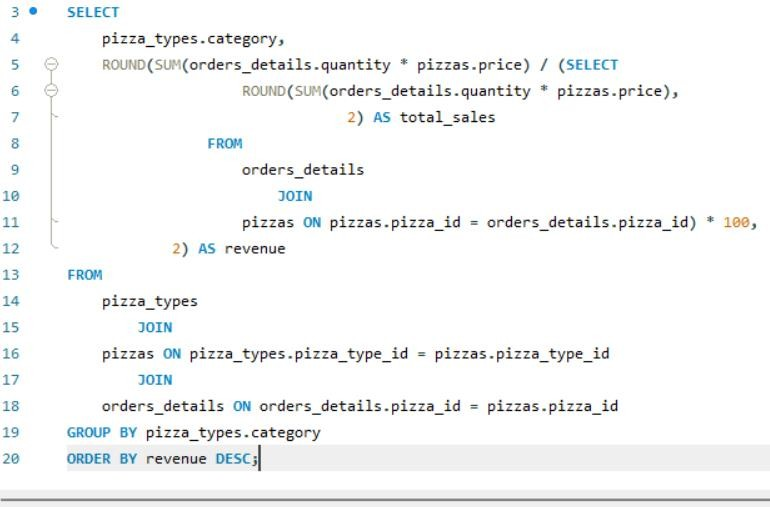 3 SELECT
4 pizza_types.category,
5 ROUND(SUM(orders_details.quantity * pizzas.price) / (SELECT
6 ROUND(SUM(orders_details.quantity * pizzas.price),
7 2) AS total_sales
8 FROM
9 orders_details
10 JOIN
11 pizzas ON pizzas.pizza_id = orders_details.pizza_id) * 100,
12 2) AS revenue
13 FROM
14 pizza_types
15 JOIN
16 pizzas ON pizza_types.pizza_type_id = pizzas.pizza_type_id
17 JOIN
18 orders_details ON orders_details.pizza_id = pizzas.pizza_id
19 GROUP BY pizza_types.category
20 ORDER BY revenue DESC;